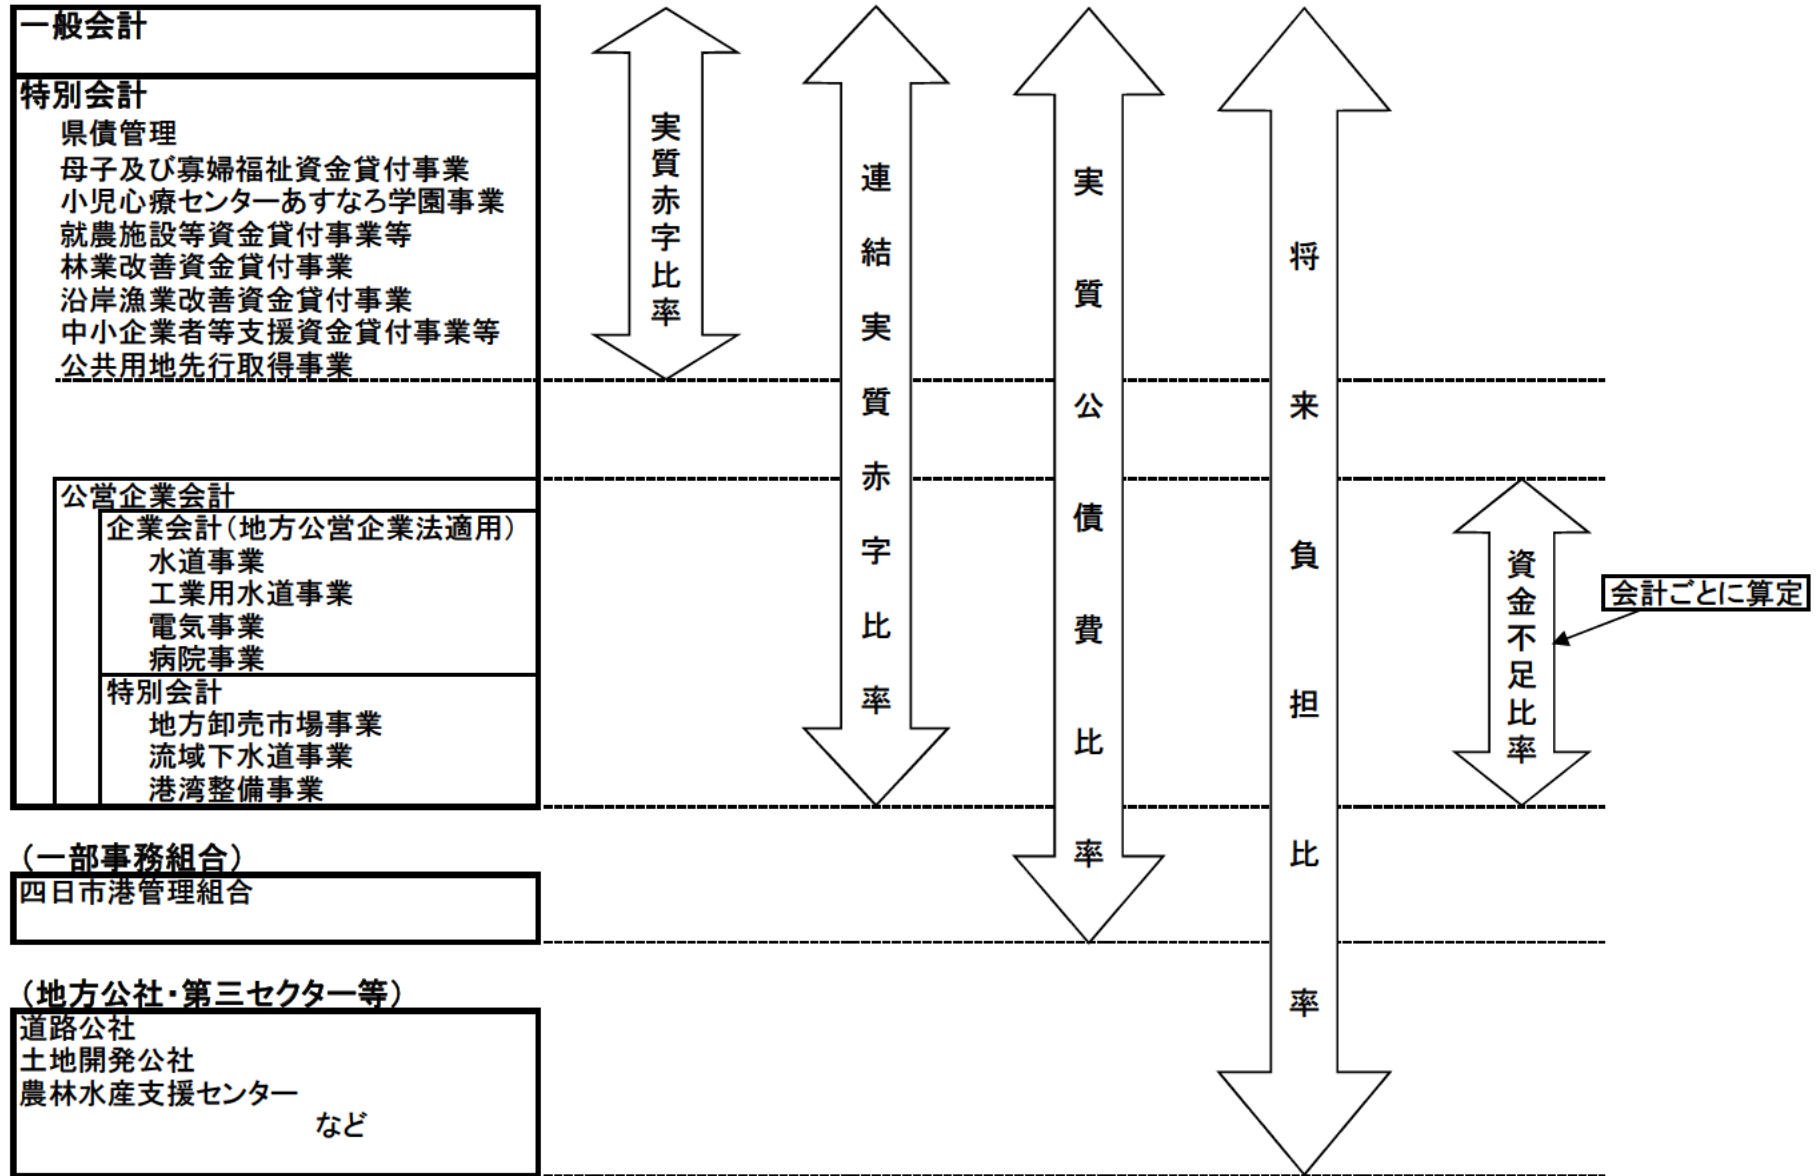 一般会計
特別会計
県債管理
母子及び寡婦福祉資金貸付事業
小児心療センターあすなろ学園事業
就農施設等資金貸付事業等
林業改善資金貸付事業
沿岸漁業改善資金貸付事業
中小企業者等支援資金貸付事業等
公共用地先行取得事業
公営企業会計
企業会計（地方公営企業法適用）
水道事業
工業用水道事業
電気事業
病院事業
特別会計
地方卸売市場事業
流域下水道事業
港湾整備事業
（一部事務組合）
四日市港管理組合
（地方公社・第三セクター等）
道路公社
土地開発公社
農林水産支援センター
など
実質赤字比率
連結実質赤字比率
実質公債費比率
将来負担比率
資金不足比率
会計ごとに算定